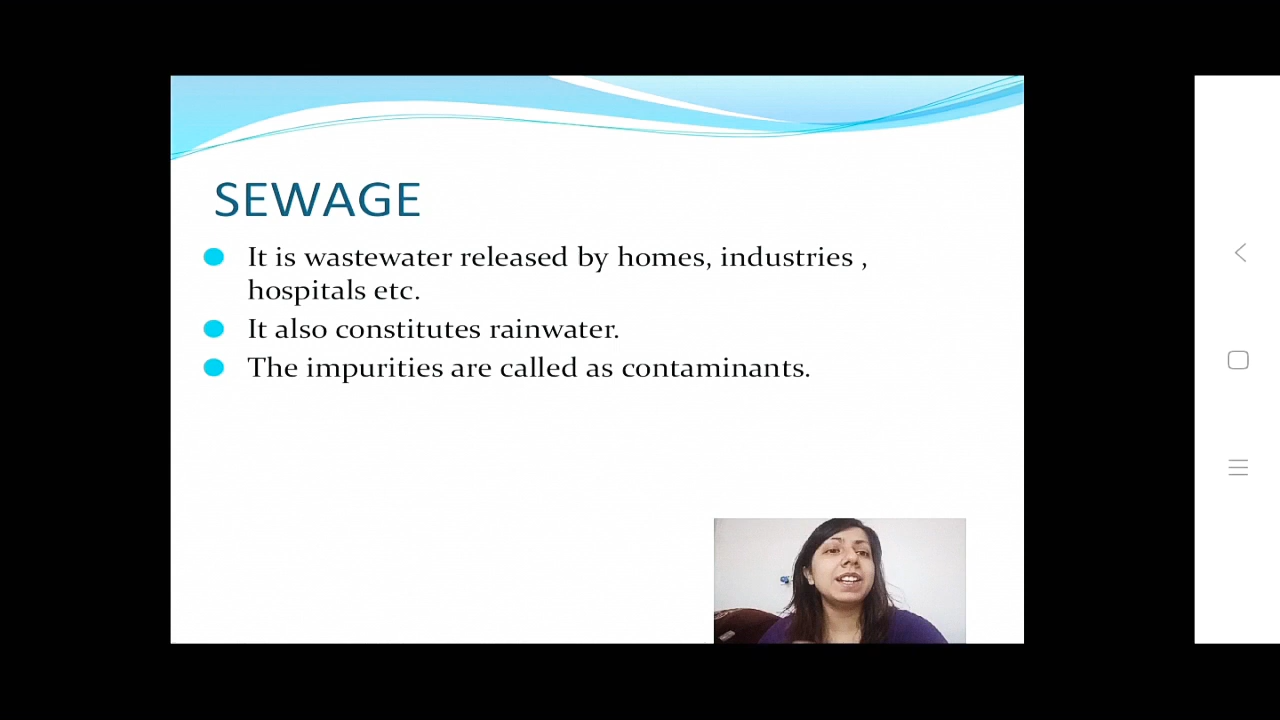 SEWAGE
It is wastewater released by homes, industries ,
hospitals etc.
It also constitutes rainwater.
The impurities are called as contaminants.